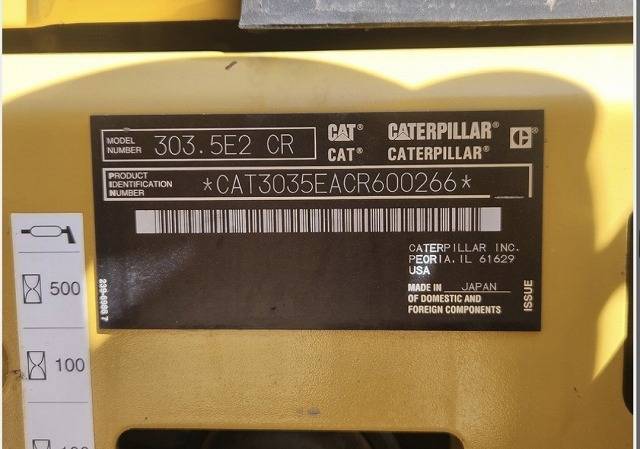 MODEL NUMBER 303.5E2 CR
CAT® CATERPILLAR® C®
CAT® CATERPILLAR®
PRODUCT IDENTIFICATION NUMBER *CAT3035EACR600266*
CATERPILLAR INC.
PEORIA, IL 61629
USA
MADE IN JAPAN
OF DOMESTIC AND
FOREIGN COMPONENTS
ISSUE
500
100